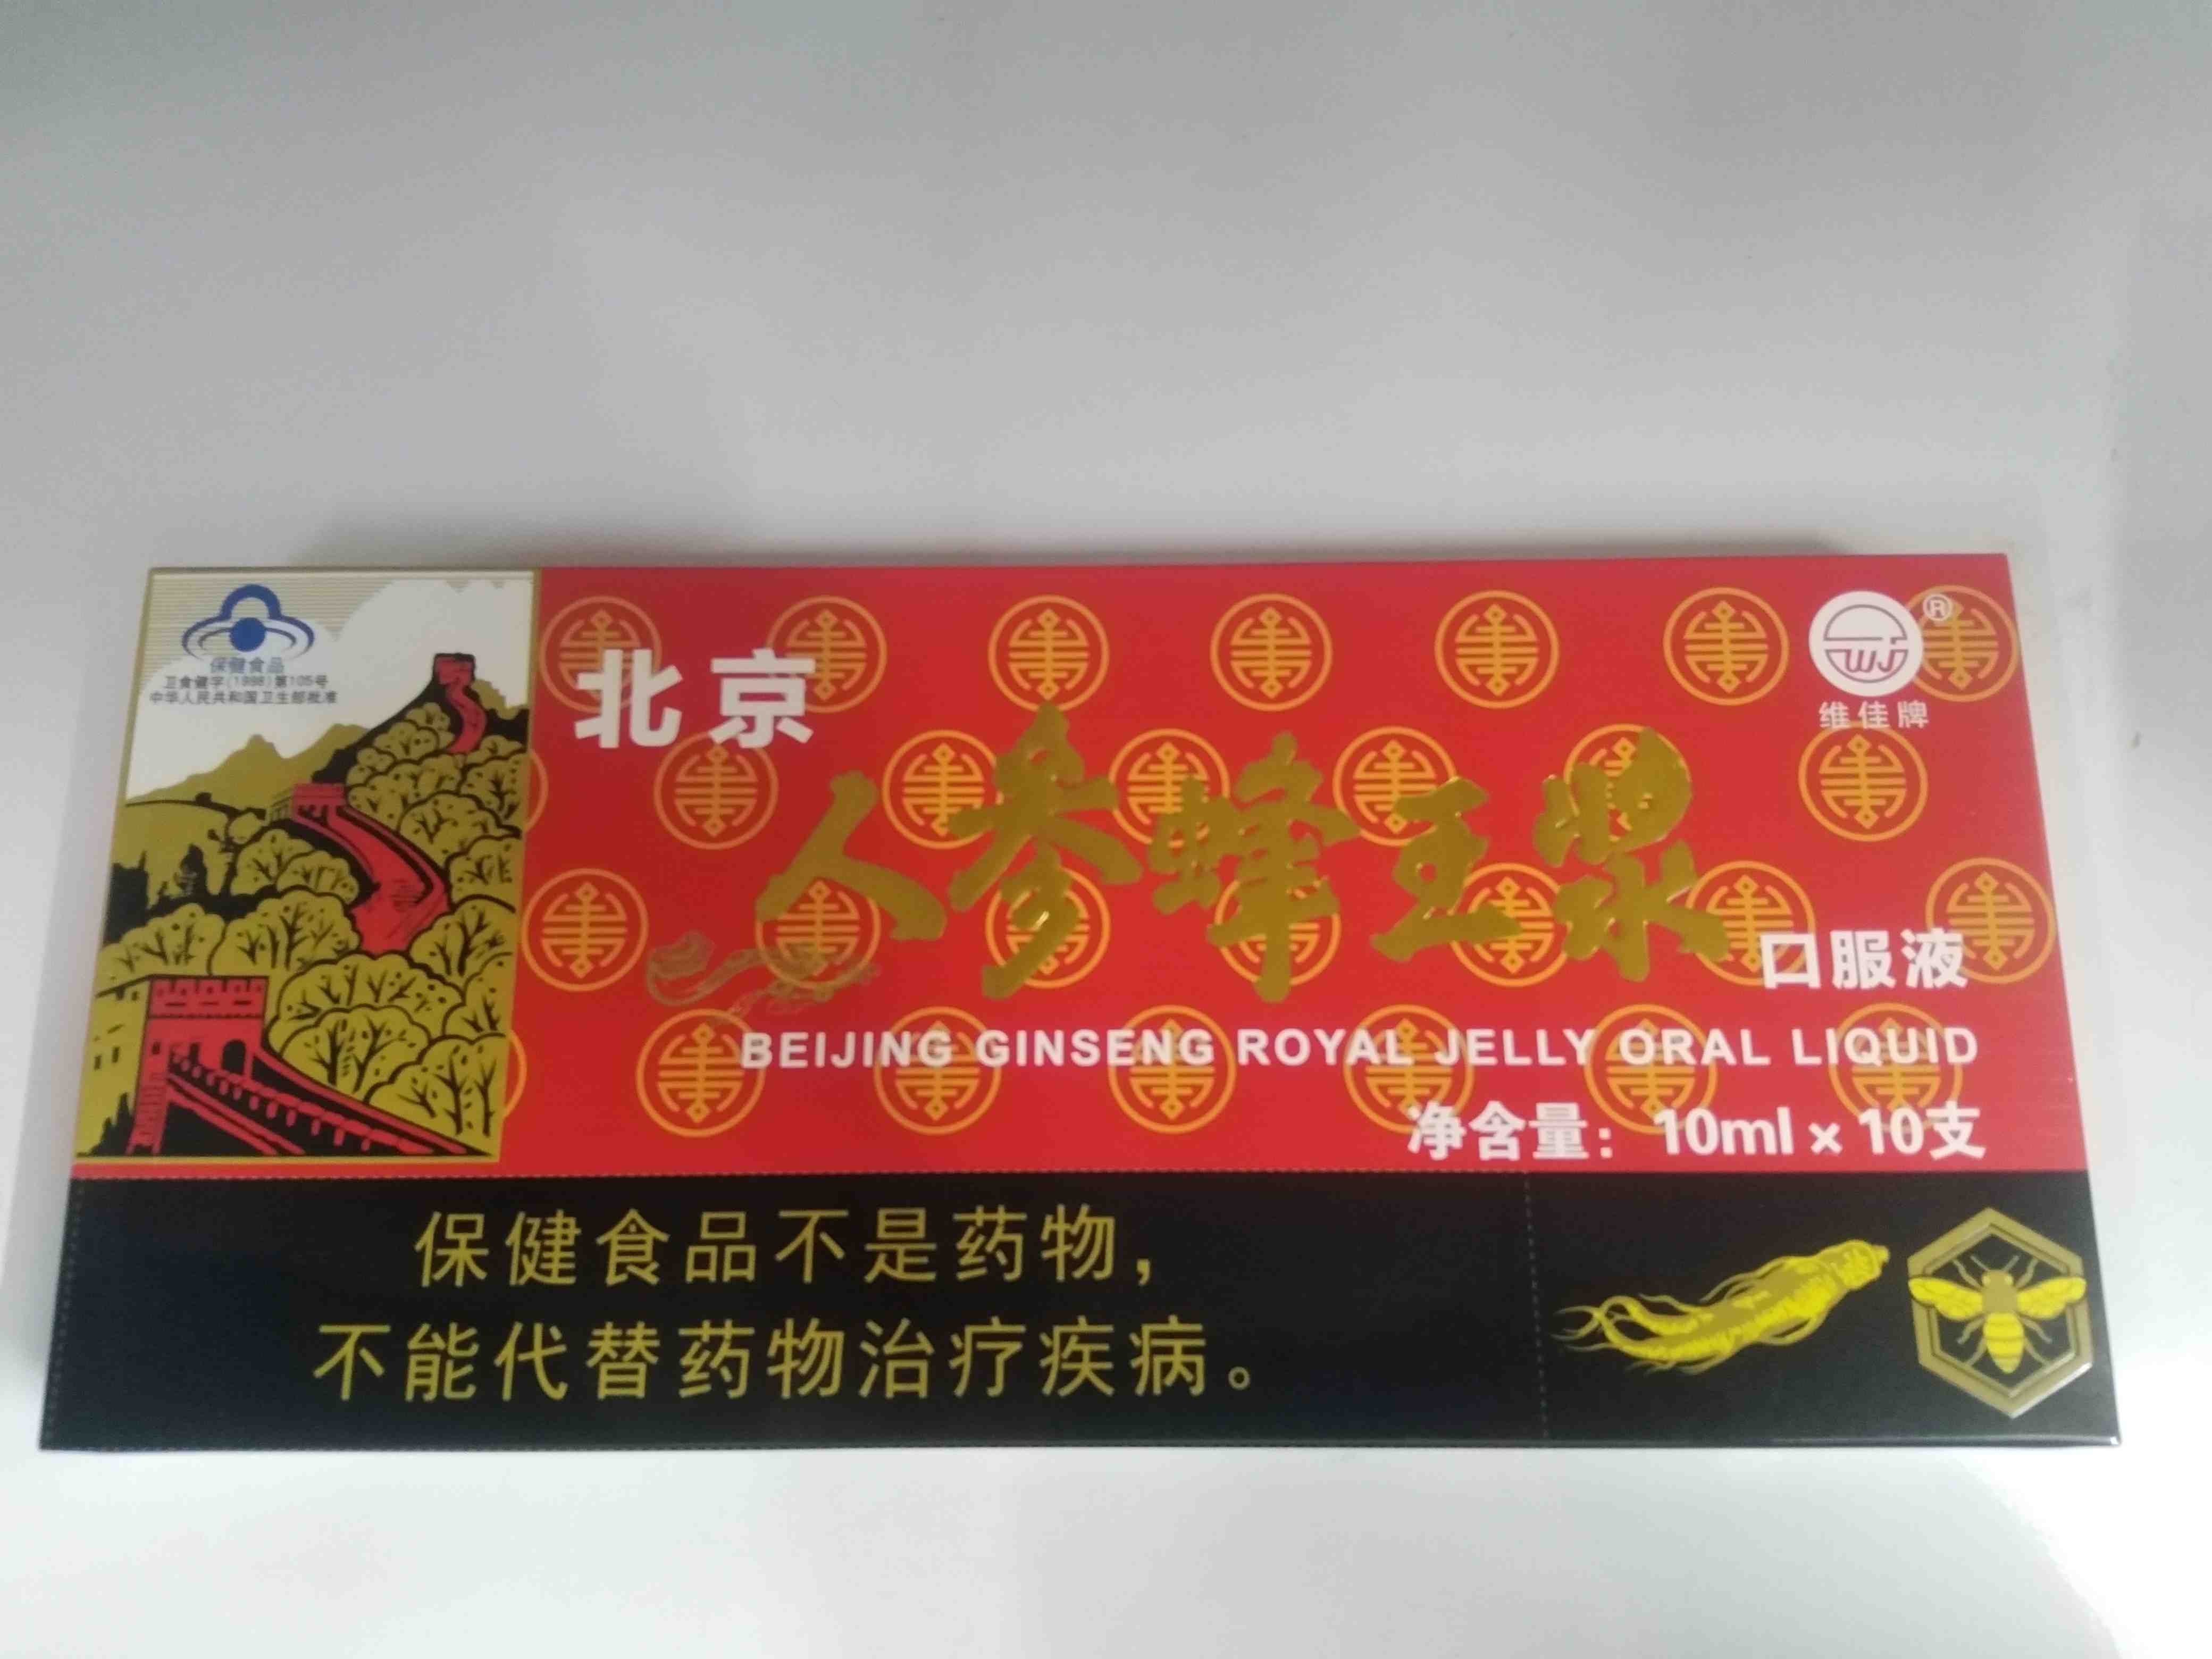 保健食品
卫食健字(1998)第105号
中华人民共和国卫生部批准
WJ
®
维佳牌
北京
人参蜂王浆
口服液
BEIJING GINSENG ROYAL JELLY ORAL LIQUID
净含量：10ml×10支
保健食品不是药物，
不能代替药物治疗疾病。